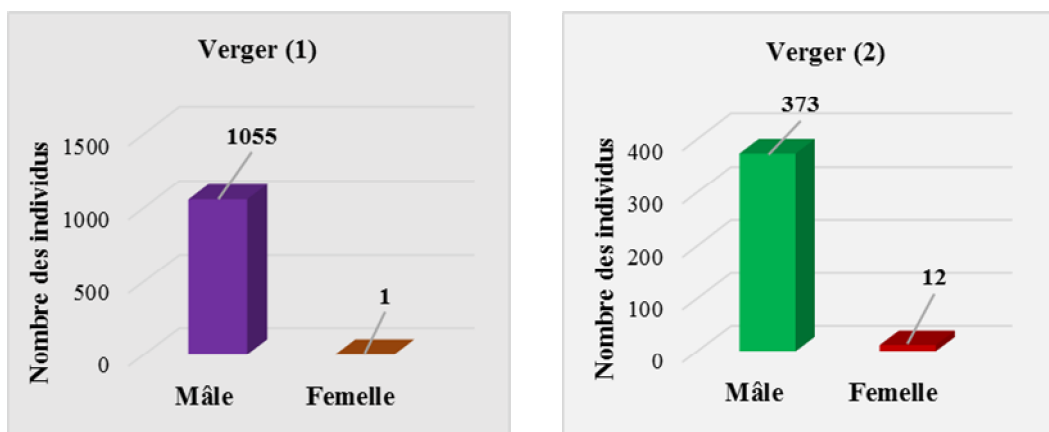 Verger (1)
Nombre des individus
1500
1000
500
0
1055
1
Mâle Femelle
Verger (2)
Nombre des individus
400
300
200
100
0
373
12
Mâle Femelle